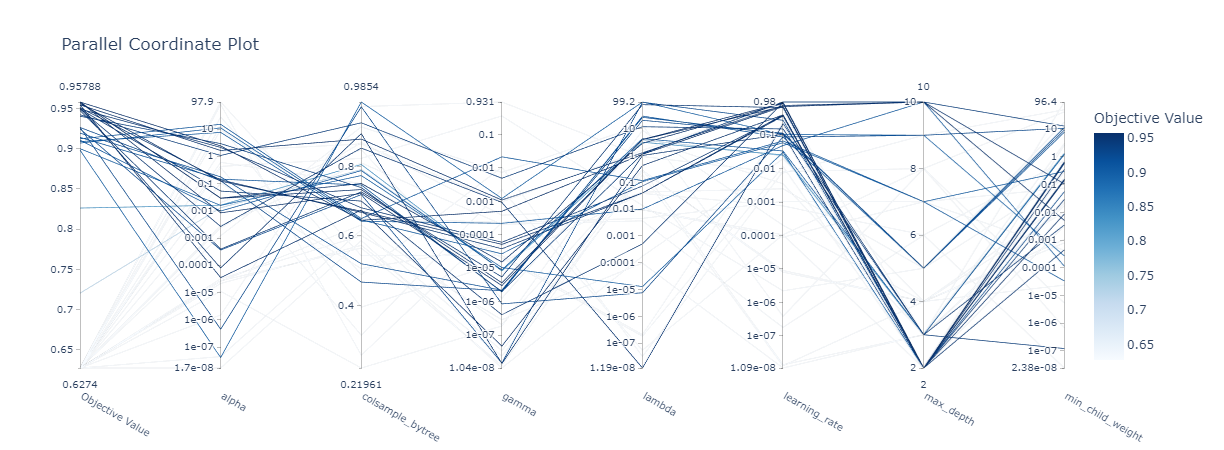 Parallel Coordinate Plot
0.95788
0.95
0.9
0.85
0.8
0.75
0.7
0.65
0.6274
Objective Value
97.9
10
1
0.1
0.01
0.001
0.0001
1e-05
1e-06
1e-07
1.7e-08
alpha
0.9854
0.8
0.6
0.4
0.21961
colsample_bytree
0.931
0.1
0.01
0.001
0.0001
1e-05
1e-06
1e-07
1.04e-08
gamma
99.2
10
1
0.1
0.01
0.001
0.0001
1e-05
1e-06
1e-07
1.19e-08
lambda
0.98
0.1
0.01
0.001
0.0001
1e-05
1e-06
1e-07
1.09e-08
learning_rate
10
10
8
6
4
2
2
max_depth
96.4
10
1
0.1
0.01
0.001
0.0001
1e-05
1e-06
1e-07
2.38e-08
min_child_weight
Objective Value
0.95
0.9
0.85
0.8
0.75
0.7
0.65